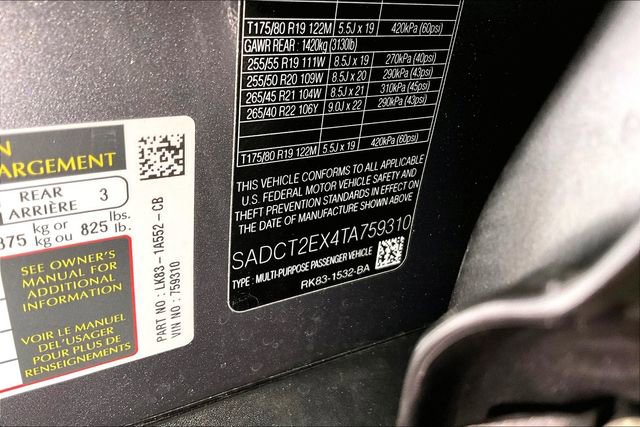 N
ARGEMENT
REAR
ARRIÈRE 3
375 kg or 825 lbs.
kg ou lb.
SEE OWNER'S
MANUAL FOR
ADDITIONAL
INFORMATION
VOIR LE MANUEL
DEL'USAGER
POUR PLUS DE
RENSEIGNEMENTS
PART NO : LK83-1A552-CB
VIN NO : 759310
T175/80 R19 122M 5.5J x 19 420kPa (60psi)
GAWR REAR : 1420kg (3130lb)
255/55 R19 111W 8.5J x 19 270kPa (40psi)
255/50 R20 109W 8.5J x 20 290kPa (43psi)
265/45 R21 104W 8.5J x 21 310kPa (45psi)
265/40 R22 106Y 9.0J x 22 290kPa (43psi)
T175/80 R19 122M 5.5J x 19 420kPa (60psi)
THIS VEHICLE CONFORMS TO ALL APPLICABLE
U.S. FEDERAL MOTOR VEHICLE SAFETY AND
THEFT PREVENTION STANDARDS IN EFFECT ON
THE DATE OF MANUFACTURE SHOWN ABOVE
SADCT2EX4TA759310
TYPE : MULTI-PURPOSE PASSENGER VEHICLE
RK83-1532-BA